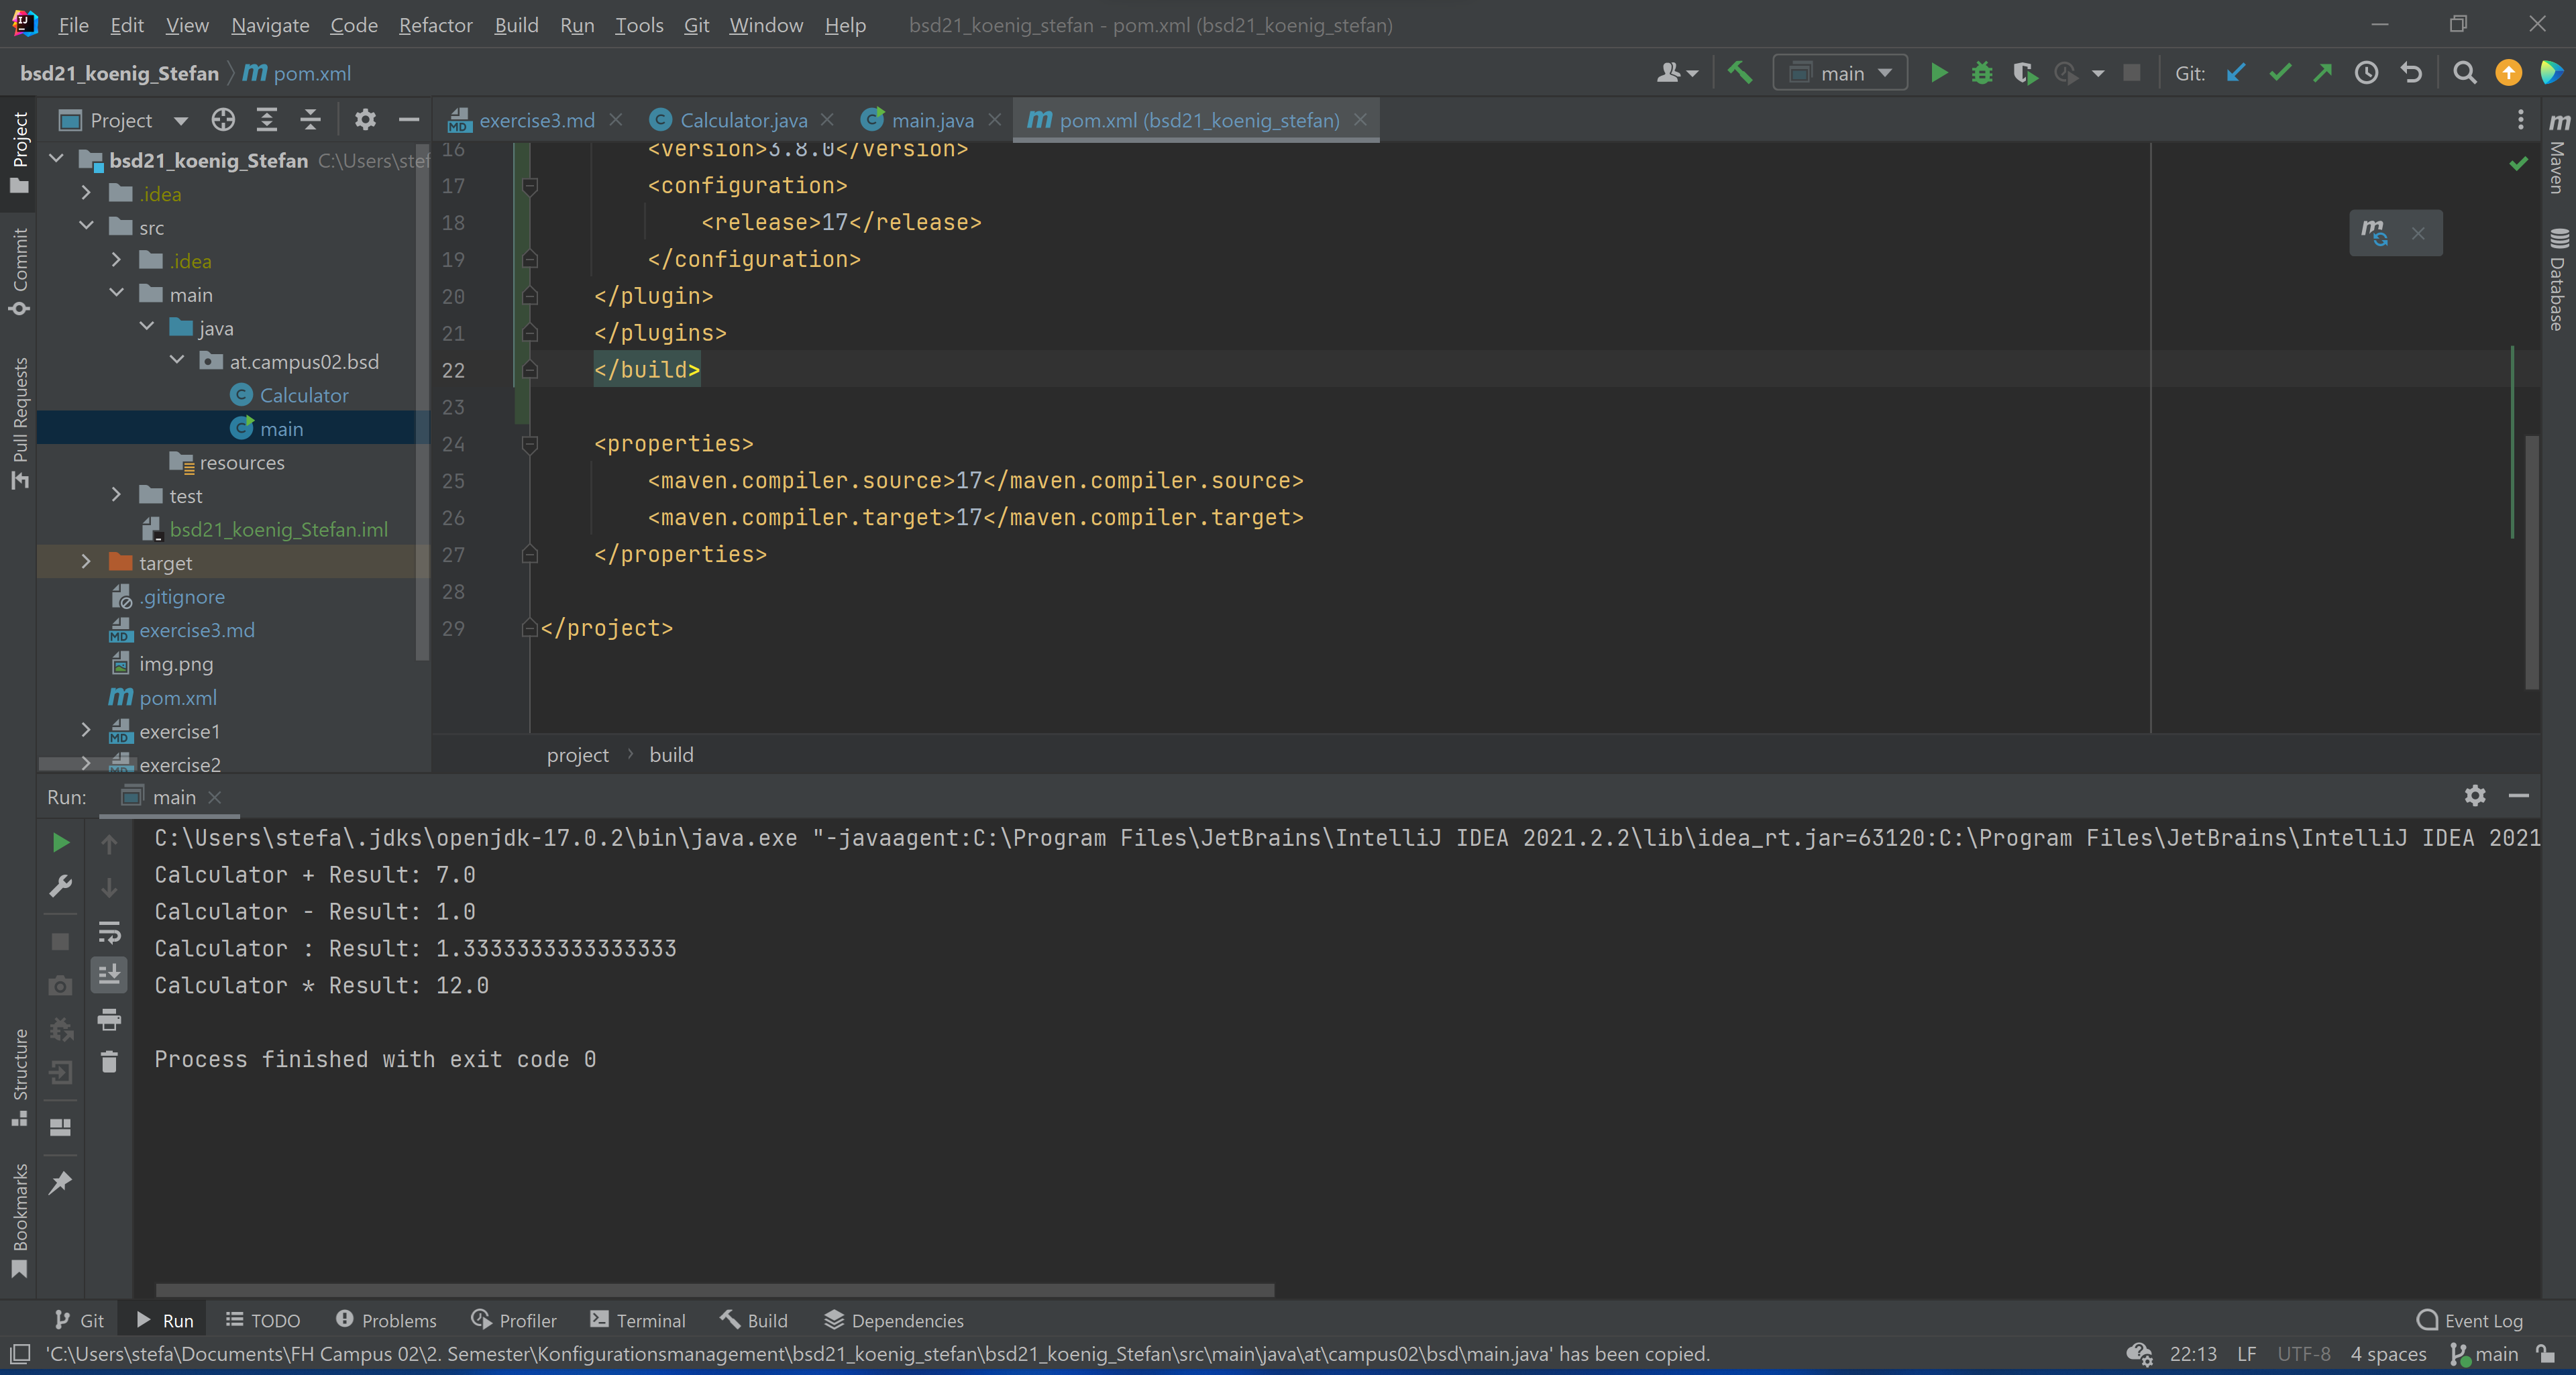 File Edit View Navigate Code Refactor Build Run Tools Git Window Help bsd21_koenig_stefan - pom.xml (bsd21_koenig_stefan)
bsd21_koenig_Stefan m pom.xml main Git:
Project exercise3.md Calculator.java main.java pom.xml (bsd21_koenig_stefan)
bsd21_koenig_Stefan C:\Users\stef
.idea
src
.idea
main
java
at.campus02.bsd
Calculator
main
resources
test
bsd21_koenig_Stefan.iml
target
.gitignore
exercise3.md
img.png
pom.xml
exercise1
exercise2
16 <version>3.8.0</version>
17 <configuration>
18 <release>17</release>
19 </configuration>
20 </plugin>
21 </plugins>
22 </build>
23
24 <properties>
25 <maven.compiler.source>17</maven.compiler.source>
26 <maven.compiler.target>17</maven.compiler.target>
27 </properties>
28
29 </project>
project build
Project
Commit
Pull Requests
Structure
Bookmarks
Maven
Database
Run: main
C:\Users\stefa\.jdks\openjdk-17.0.2\bin\java.exe "-javaagent:C:\Program Files\JetBrains\IntelliJ IDEA 2021.2.2\lib\idea_rt.jar=63120:C:\Program Files\JetBrains\IntelliJ IDEA 2021
Calculator + Result: 7.0
Calculator - Result: 1.0
Calculator : Result: 1.3333333333333333
Calculator * Result: 12.0
Process finished with exit code 0
Git Run TODO Problems Profiler Terminal Build Dependencies Event Log
'C:\Users\stefa\Documents\FH Campus 02\2. Semester\Konfigurationsmanagement\bsd21_koenig_stefan\bsd21_koenig_Stefan\src\main\java\at\campus02\bsd\main.java' has been copied. 22:13 LF UTF-8 4 spaces main